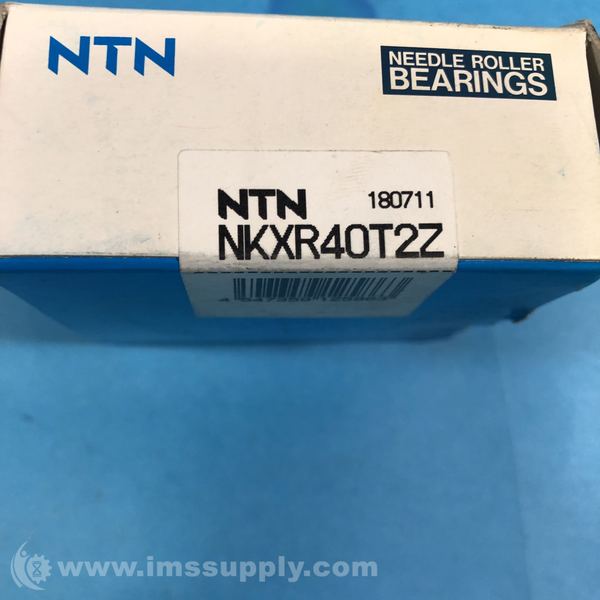 NTN
NEEDLE ROLLER
BEARINGS
NTN 180711
NKXR40T2Z
www.imssupply.com